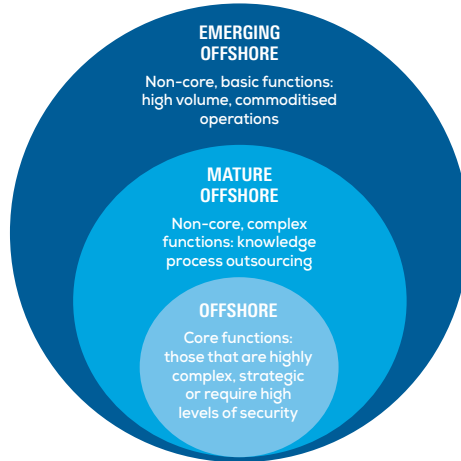 EMERGING
OFFSHORE
Non-core, basic functions:
high volume, commoditised
operations
MATURE
OFFSHORE
Non-core, complex
functions: knowledge
process outsourcing
OFFSHORE
Core functions:
those that are highly
complex, strategic
or require high
levels of security